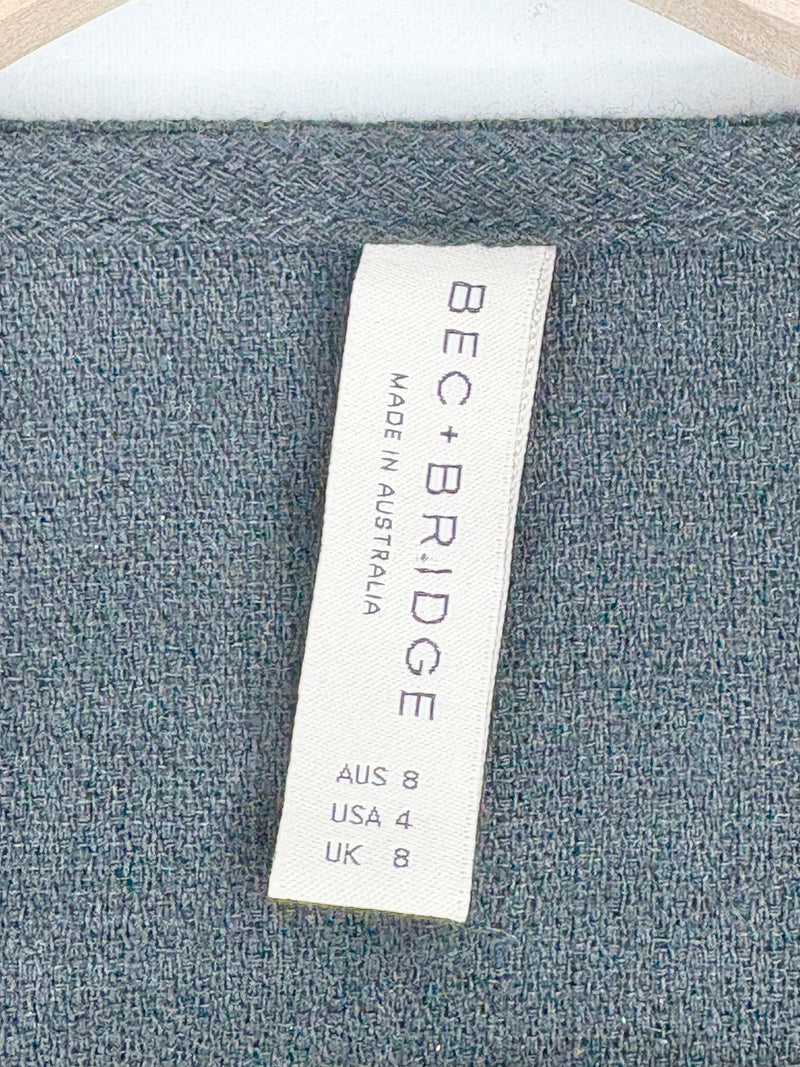 BEC+BRIDGE
MADE IN AUSTRALIA
AUS 8
USA 4
UK 8